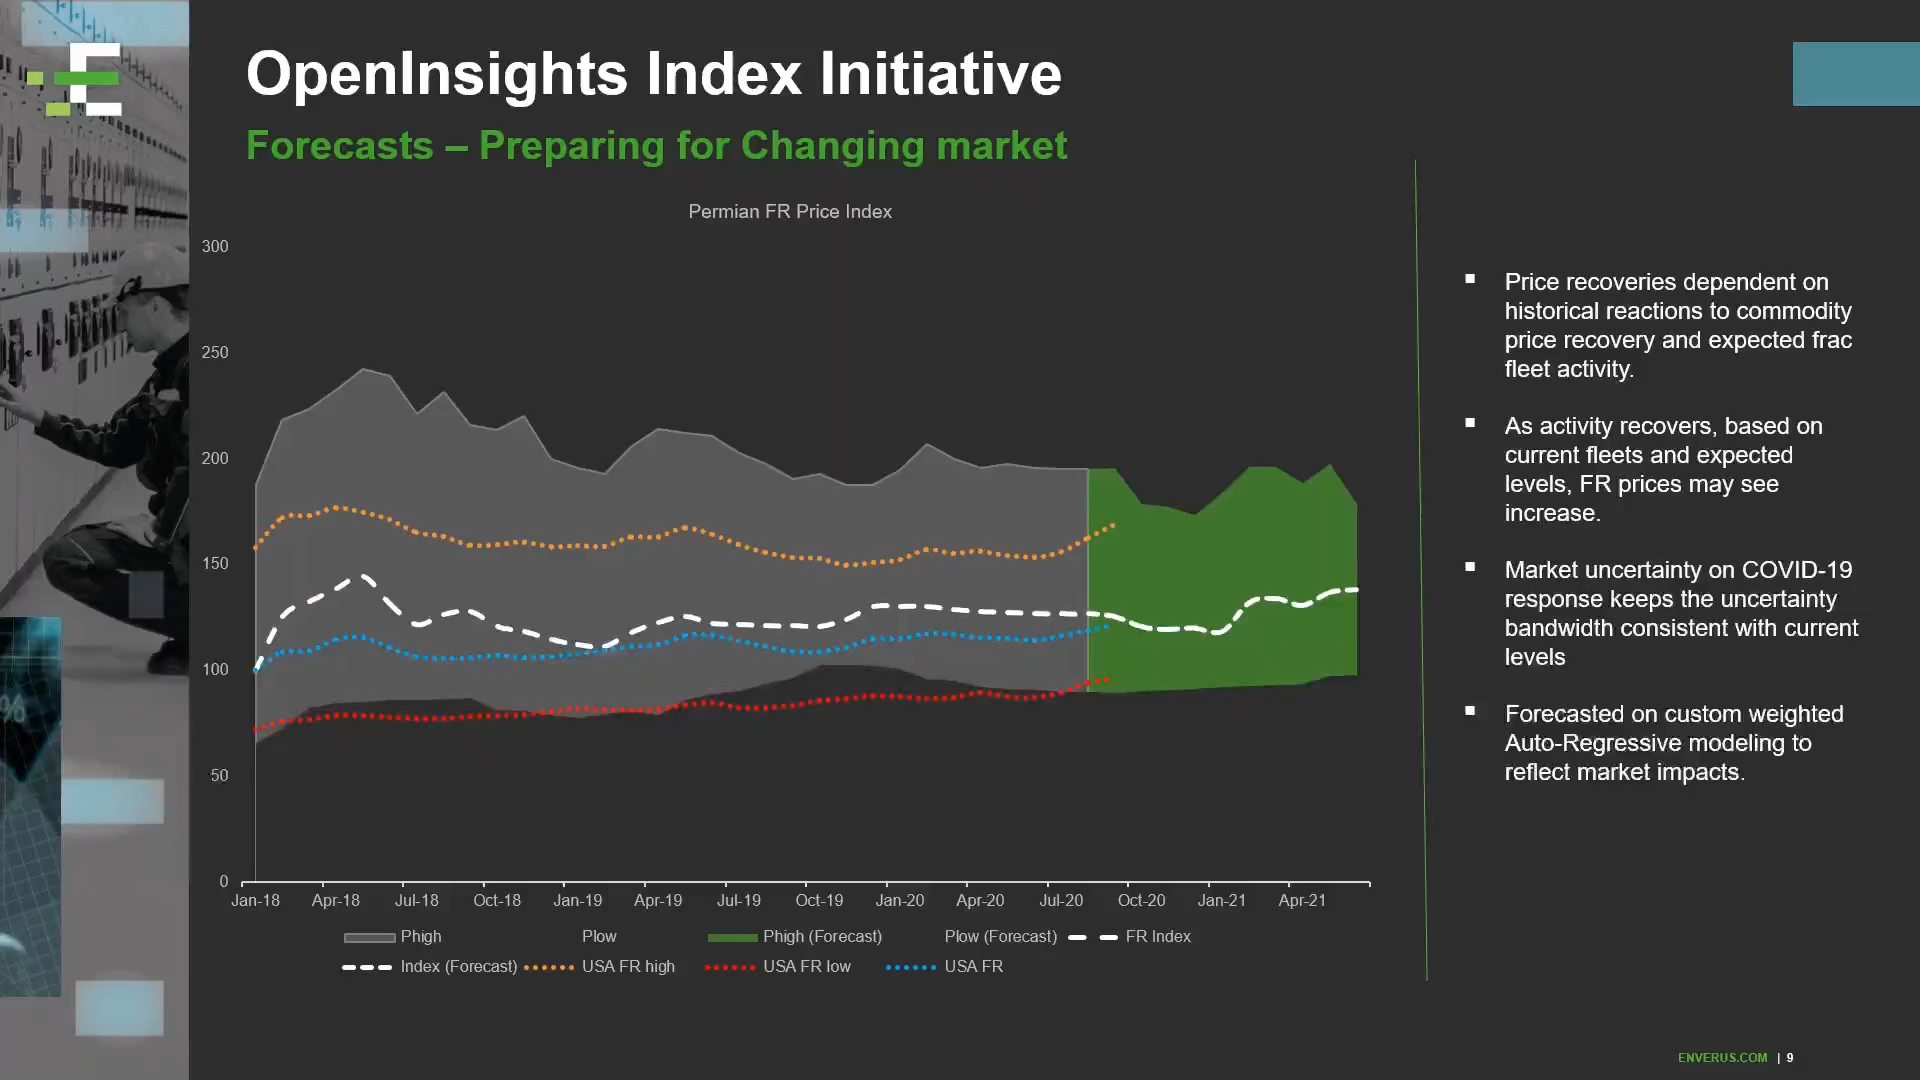 OpenInsights Index Initiative
Forecasts – Preparing for Changing market
Permian FR Price Index
300
250
200
150
100
50
0
Jan-18 Apr-18 Jul-18 Oct-18 Jan-19 Apr-19 Jul-19 Oct-19 Jan-20 Apr-20 Jul-20 Oct-20 Jan-21 Apr-21
Phigh Plow Phigh (Forecast) Plow (Forecast) FR Index
Index (Forecast) USA FR high USA FR low USA FR
▪ Price recoveries dependent on
historical reactions to commodity
price recovery and expected frac
fleet activity.
▪ As activity recovers, based on
current fleets and expected
levels, FR prices may see
increase.
▪ Market uncertainty on COVID-19
response keeps the uncertainty
bandwidth consistent with current
levels
▪ Forecasted on custom weighted
Auto-Regressive modeling to
reflect market impacts.
%
ENVERUS.COM | 9